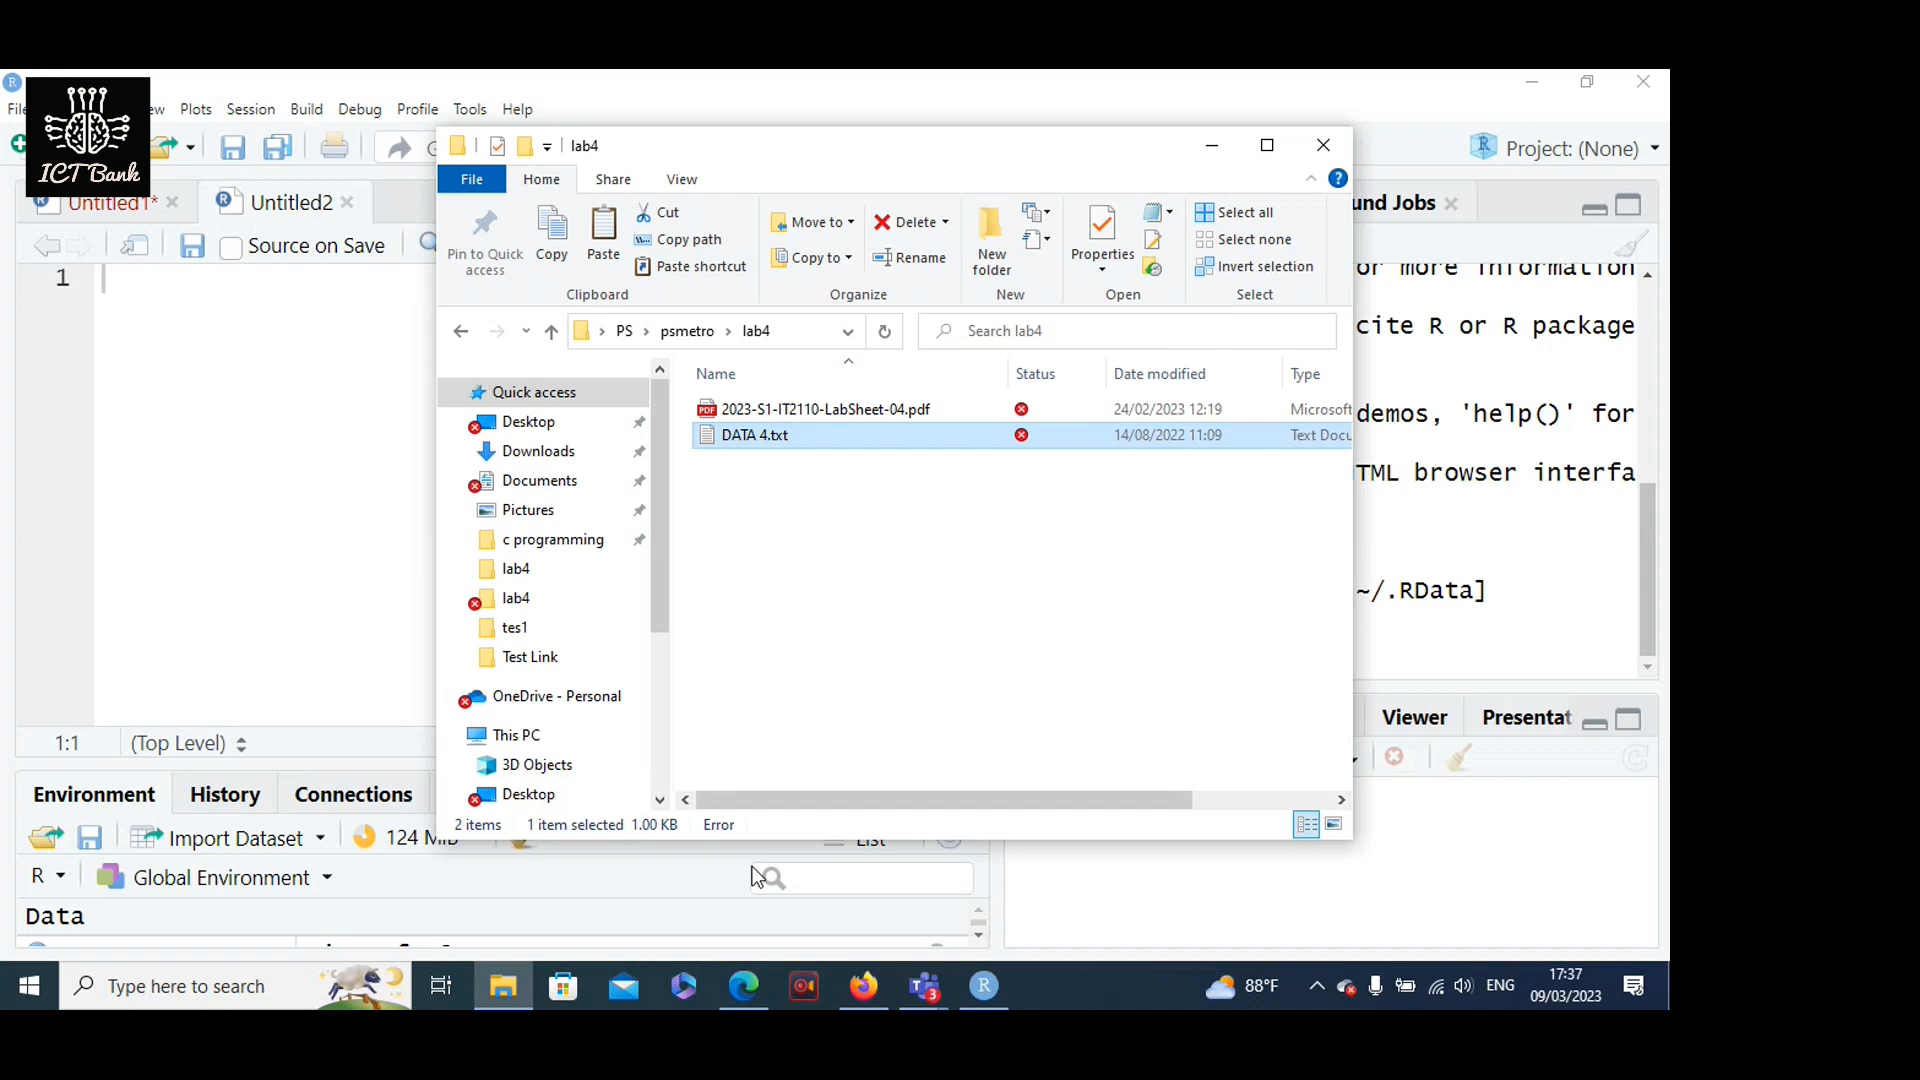 File
ew
Plots
Session
Build
Debug
Profile
Tools
Help
ICT Bank
Project: (None)
Untitled1*
Untitled2
Source on Save
1
1:1
(Top Level)
lab4
File
Home
Share
View
Pin to Quick
access
Copy
Paste
Cut
Copy path
Paste shortcut
Clipboard
Move to
Copy to
Delete
Rename
Organize
New
folder
New
Properties
Open
Select all
Select none
Invert selection
Select
PS
psmetro
lab4
Search lab4
Name
Status
Date modified
Type
2023-S1-IT2110-LabSheet-04.pdf
24/02/2023 12:19
Microsoft
DATA 4.txt
14/08/2022 11:09
Text Docu
Quick access
Desktop
Downloads
Documents
Pictures
c programming
lab4
lab4
tes1
Test Link
OneDrive - Personal
This PC
3D Objects
Desktop
2 items
1 item selected 1.00 KB
Error
und Jobs
or more information
cite R or R package
demos, 'help()' for
TML browser interfa
~/.RData]
Viewer
Presentat
Environment
History
Connections
Import Dataset
124 MiB
List
R
Global Environment
Data
Type here to search
3
88°F
ENG
17:37
09/03/2023